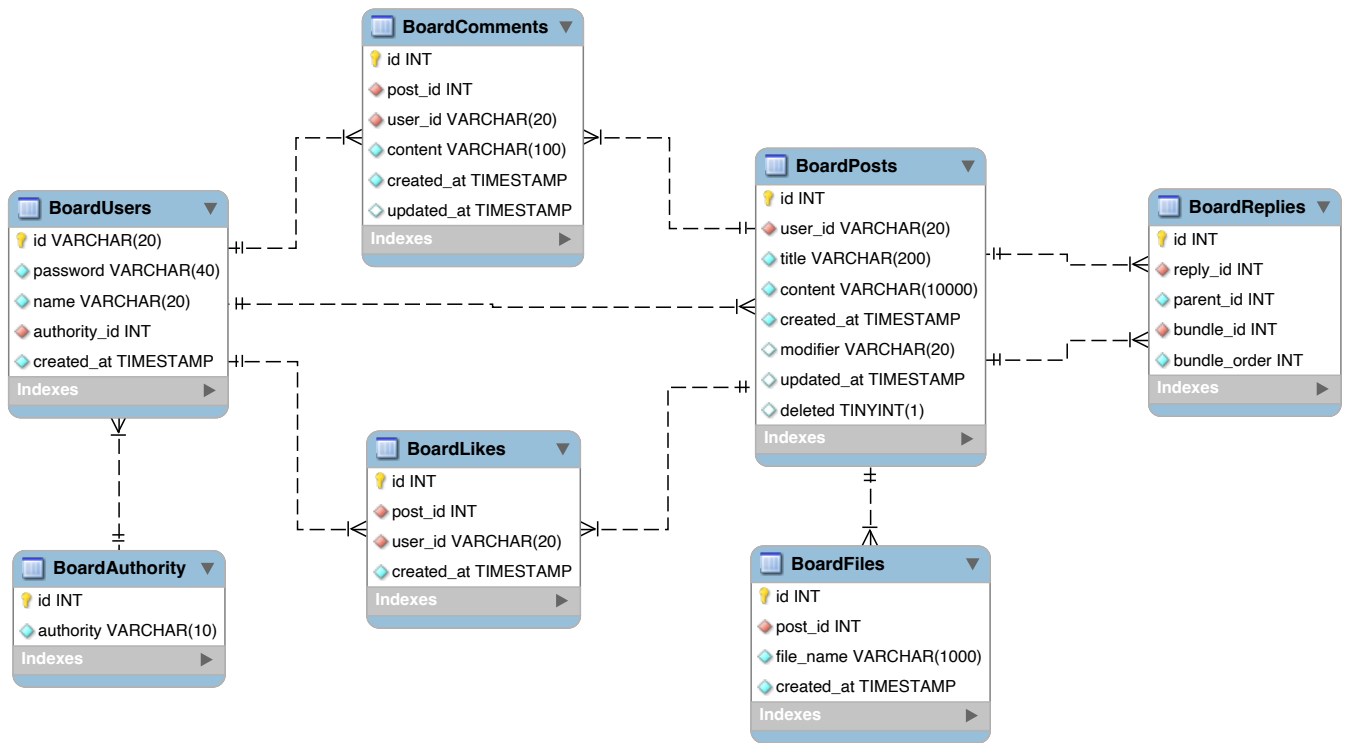 BoardComments
id INT
post_id INT
user_id VARCHAR(20)
content VARCHAR(100)
created_at TIMESTAMP
updated_at TIMESTAMP
Indexes
BoardUsers
id VARCHAR(20)
password VARCHAR(40)
name VARCHAR(20)
authority_id INT
created_at TIMESTAMP
Indexes
BoardPosts
id INT
user_id VARCHAR(20)
title VARCHAR(200)
content VARCHAR(10000)
created_at TIMESTAMP
modifier VARCHAR(20)
updated_at TIMESTAMP
deleted TINYINT(1)
Indexes
BoardReplies
id INT
reply_id INT
parent_id INT
bundle_id INT
bundle_order INT
Indexes
BoardLikes
id INT
post_id INT
user_id VARCHAR(20)
created_at TIMESTAMP
Indexes
BoardAuthority
id INT
authority VARCHAR(10)
Indexes
BoardFiles
id INT
post_id INT
file_name VARCHAR(1000)
created_at TIMESTAMP
Indexes